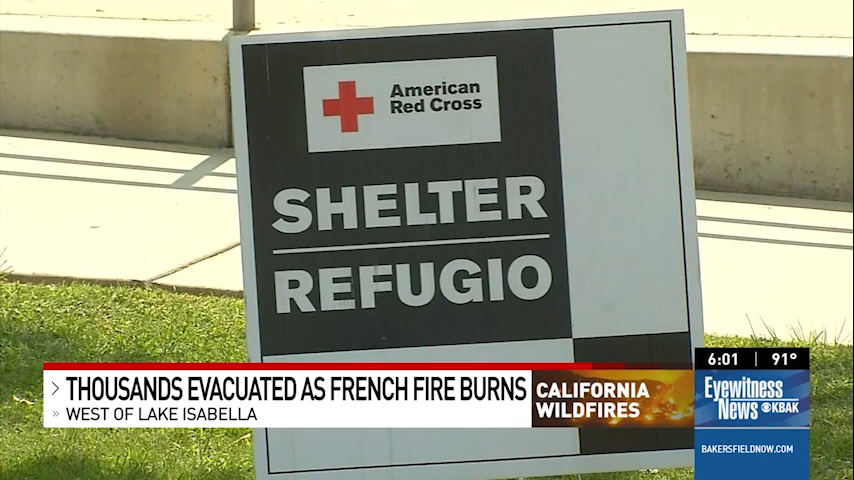 American
Red Cross
SHELTER
REFUGIO
THOUSANDS EVACUATED AS FRENCH FIRE BURNS
WEST OF LAKE ISABELLA
CALIFORNIA
WILDFIRES
6:01 91°
Eyewitness
News KBAK
BAKERSFIELDNOW.COM